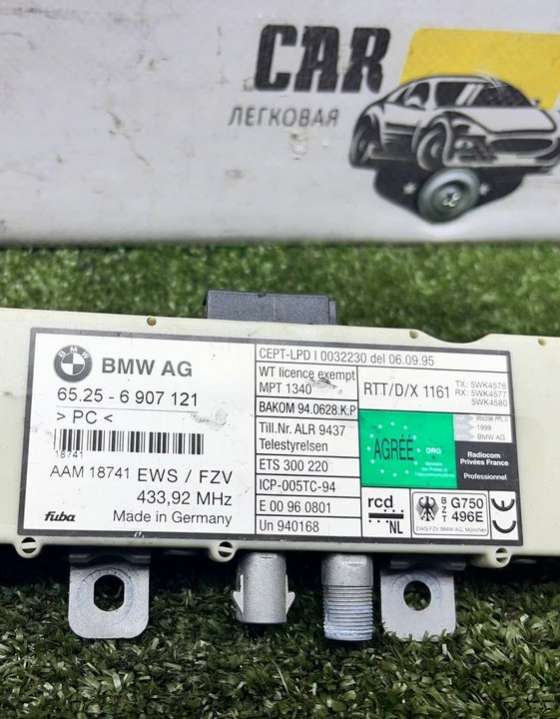 CAR
ЛЕГКОВАЯ
BMW AG
65.25 - 6 907 121
> PC <
18741
AAM 18741 EWS / FZV
433,92 MHz
fuba Made in Germany
CEPT-LPD I 0032230 del 06.09.95
WT licence exempt
MPT 1340
BAKOM 94.0628.K.P
Till.Nr. ALR 9437
Telestyrelsen
ETS 300 220
ICP-005TC-94
E 00 96 0801
Un 940168
RTT/D/X 1161
TX: 5WK4576
RX: 5WK4577
5WK4580
AGRÉÉ
1999
BMW AG
Radiocom
Privées France
Professionnel
rcd
NL
BZT
G750
496E
CE